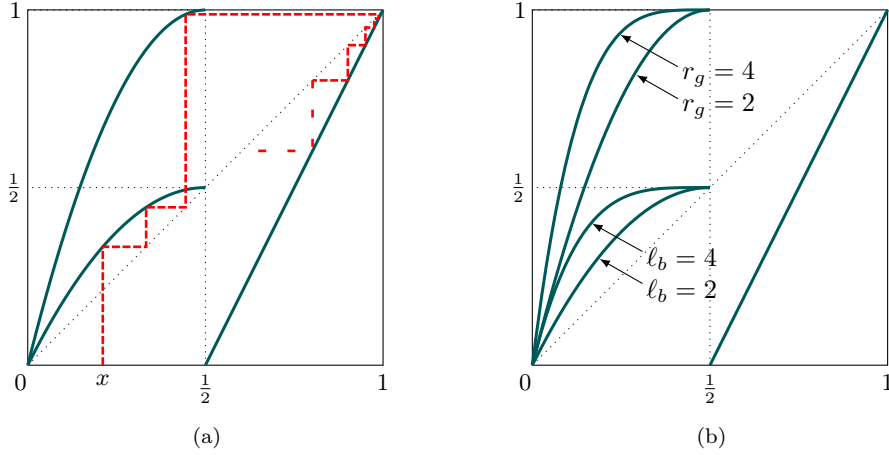 1
½
0
x
½
1
(a)
1
r_g = 4
r_g = 2
½
ℓ_b = 4
ℓ_b = 2
0
½
1
(b)